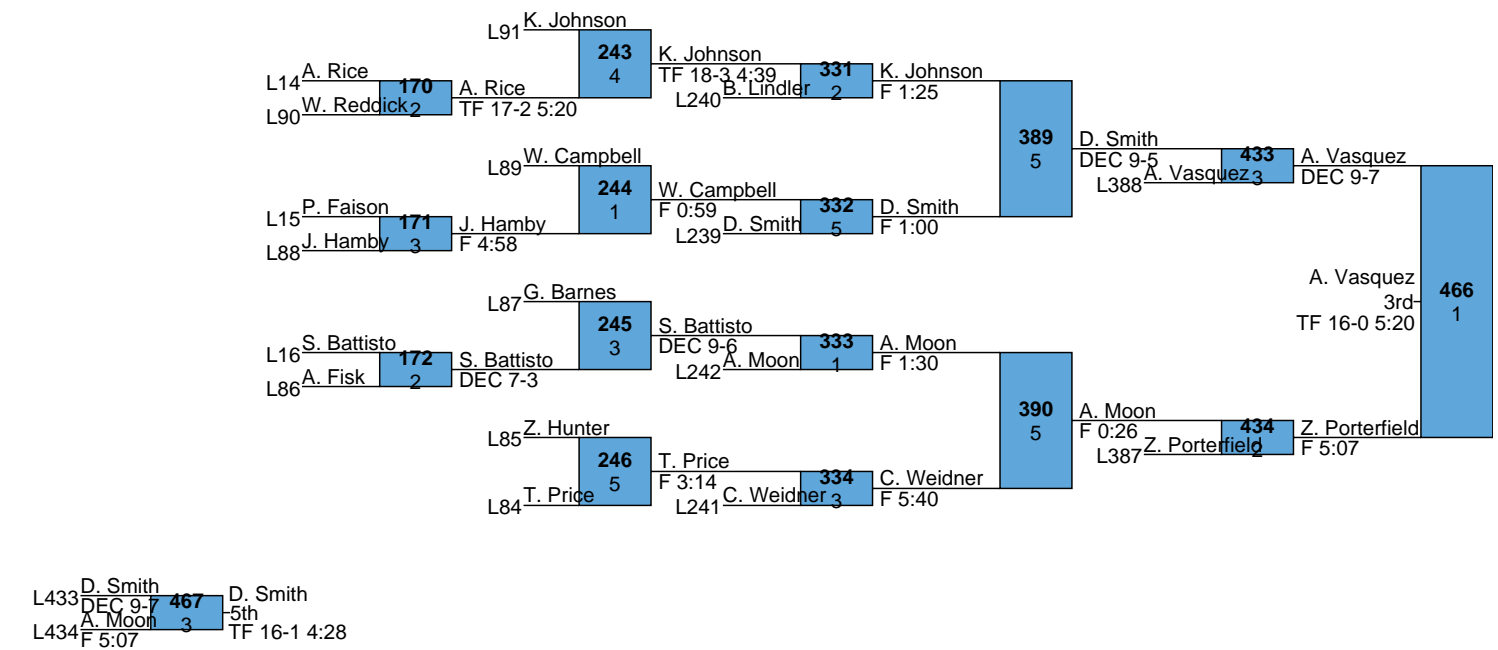 L91 K. Johnson
243
4
K. Johnson
TF 18-3 4:39
L14 A. Rice
L90 W. Reddick
170
2
A. Rice
TF 17-2 5:20
L240 B. Lindler
331
2
K. Johnson
F 1:25
L89 W. Campbell
244
1
W. Campbell
F 0:59
L15 P. Faison
L88 J. Hamby
171
3
J. Hamby
F 4:58
L239 D. Smith
332
5
D. Smith
F 1:00
389
5
D. Smith
DEC 9-5
L388 A. Vasquez
433
3
A. Vasquez
DEC 9-7
L87 G. Barnes
245
3
S. Battisto
DEC 9-6
L16 S. Battisto
L86 A. Fisk
172
2
S. Battisto
DEC 7-3
L242 A. Moon
333
1
A. Moon
F 1:30
L85 Z. Hunter
L84 T. Price
246
5
T. Price
F 3:14
L241 C. Weidner
334
3
C. Weidner
F 5:40
390
5
A. Moon
F 0:26
L387 Z. Porterfield
434
2
Z. Porterfield
F 5:07
A. Vasquez
3rd
TF 16-0 5:20
466
1
L433 D. Smith
DEC 9-7
L434 A. Moon
F 5:07
467
3
D. Smith
5th
TF 16-1 4:28